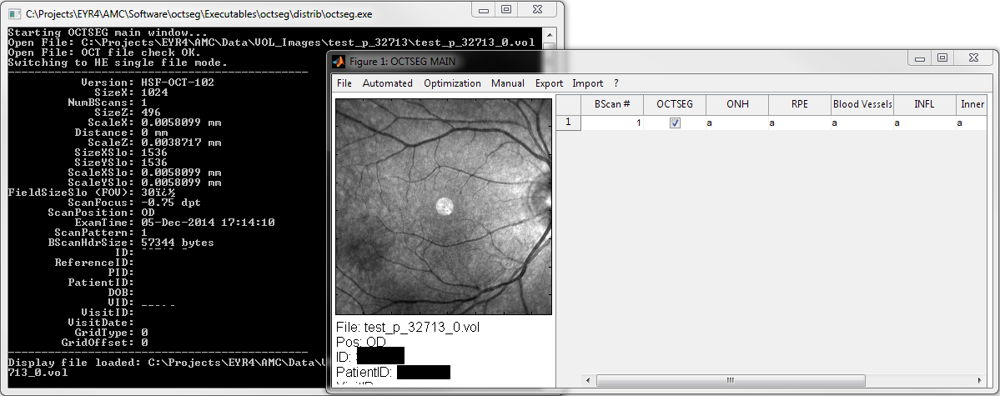 C:\Projects\EYR4\AMC\Software\octseg\Executables\octseg\distrib\octseg.exe
Starting OCTSEG main window...
Open File: C:\Projects\EYR4\AMC\Data\VOL_Images\test_p_32713\test_p_32713_0.vol
Open File: OCT file check OK.
Switching to HE single file mode.
Version: HSF-OCT-102
SizeX: 1024
NumBScans: 1
SizeZ: 496
ScaleX: 0.0058099 mm
Distance: 0 mm
ScaleZ: 0.0038717 mm
SizeXSlo: 1536
SizeYSlo: 1536
ScaleXSlo: 0.0058099 mm
ScaleYSlo: 0.0058099 mm
FieldSizeSlo (FOV): 30ï¿½
ScanFocus: -0.75 dpt
ScanPosition: OD
ExamTime: 05-Dec-2014 17:14:10
ScanPattern: 1
BScanHdrSize: 57344 bytes
ID:
ReferenceID:
PID:
PatientID:
DOB:
VID:
VisitID:
VisitDate:
GridType: 0
GridOffset: 0
Display file loaded: C:\Projects\EYR4\AMC\Data\
713_0.vol
Figure 1: OCTSEG MAIN
File Automated Optimization Manual Export Import ?
BScan # OCTSEG ONH RPE Blood Vessels INFL Inner
1 1 a a a a a
File: test_p_32713_0.vol
Pos: OD
ID:
PatientID:
VisitID: